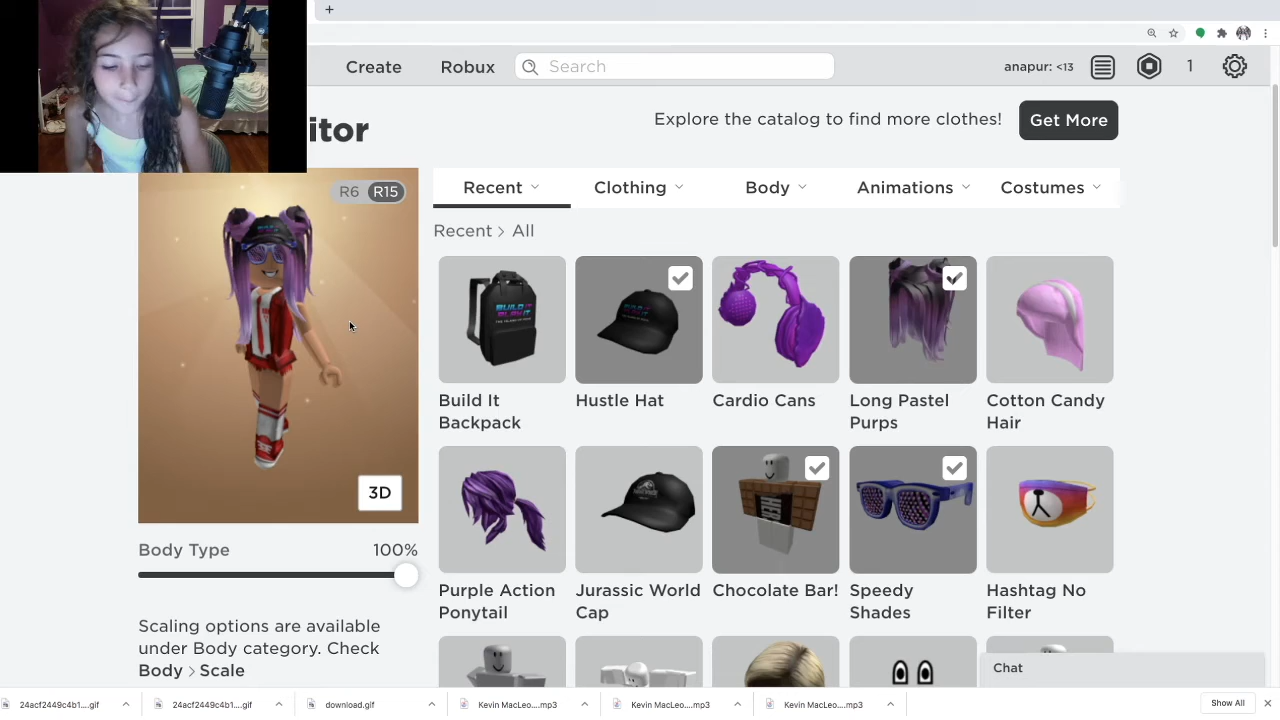 +
Create
Robux
Search
anapur: <13
1
itor
Explore the catalog to find more clothes!
Get More
R6
R15
Recent
Clothing
Body
Animations
Costumes
Recent > All
BUILD IT
PLAY IT
Build It
Backpack
Hustle Hat
Cardio Cans
Long Pastel
Purps
Cotton Candy
Hair
3D
Purple Action
Ponytail
Jurassic World
Cap
Chocolate Bar!
Speedy
Shades
Hashtag No
Filter
Body Type
100%
Scaling options are available
under Body category. Check
Body > Scale
Chat
24acf2449c4b1....gif
24acf2449c4b1....gif
download.gif
Kevin MacLeo....mp3
Kevin MacLeo....mp3
Kevin MacLeo....mp3
Show All